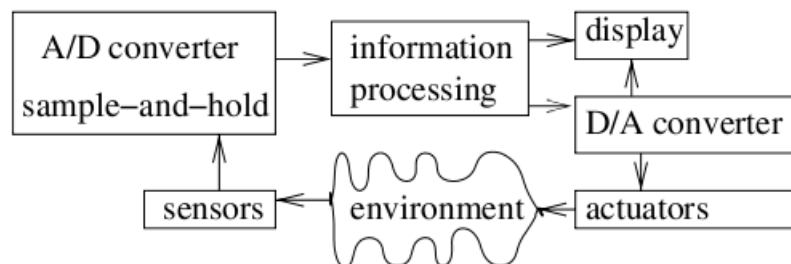 A/D converter
sample−and−hold
information
processing
display
D/A converter
sensors
environment
actuators